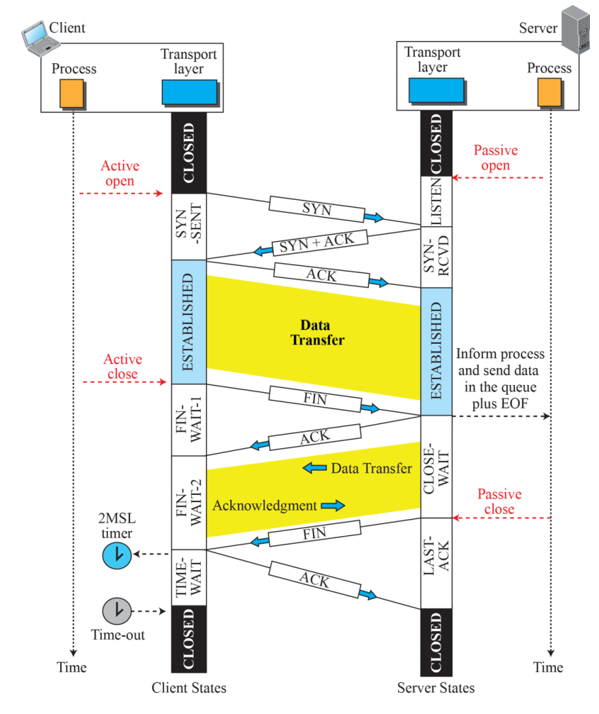 Client
Server
Process
Transport
layer
Transport
layer
Process
CLOSED
CLOSED
Active
open
Passive
open
LISTEN
SYN
SYN
-SENT
SYN + ACK
SYN-
RCVD
ACK
ESTABLISHED
ESTABLISHED
Data
Transfer
Active
close
Inform process
and send data
in the queue
plus EOF
FIN
FIN-
WAIT-1
ACK
CLOSE-
WAIT
Data Transfer
FIN-
WAIT-2
Acknowledgment
Passive
close
2MSL
timer
FIN
LAST-
ACK
TIME-
WAIT
ACK
Time-out
CLOSED
CLOSED
Time
Time
Client States
Server States